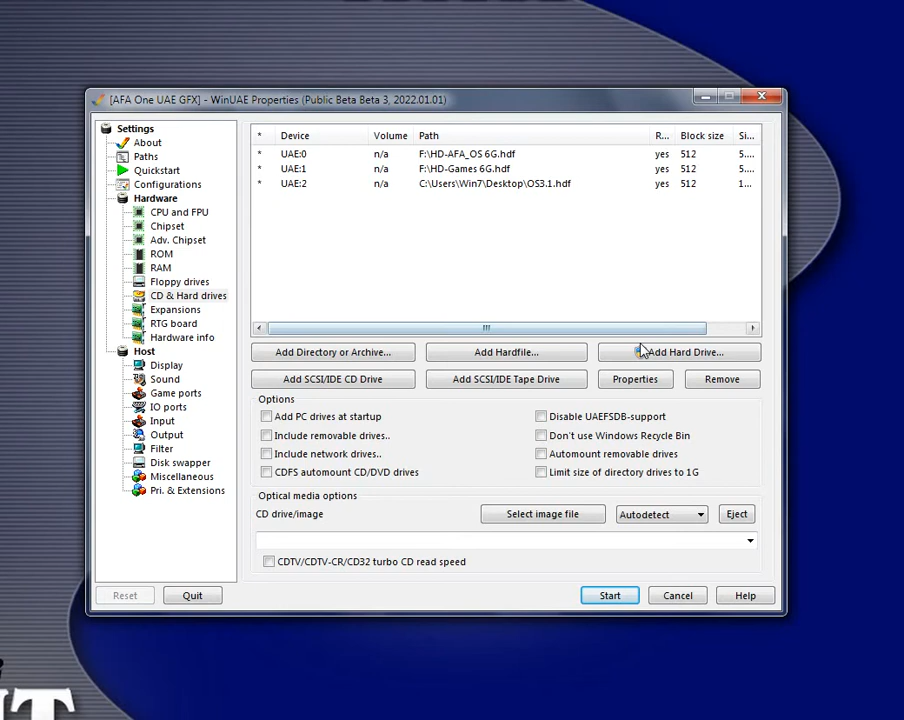 [AFA One UAE GFX] - WinUAE Properties (Public Beta Beta 3, 2022.01.01)
Settings
About
Paths
Quickstart
Configurations
Hardware
CPU and FPU
Chipset
Adv. Chipset
ROM
RAM
Floppy drives
CD & Hard drives
Expansions
RTG board
Hardware info
Host
Display
Sound
Game ports
IO ports
Input
Output
Filter
Disk swapper
Miscellaneous
Pri. & Extensions
Reset Quit
* Device Volume Path R... Block size Si...
* UAE:0 n/a F:\HD-AFA_OS 6G.hdf yes 512 5....
* UAE:1 n/a F:\HD-Games 6G.hdf yes 512 5....
* UAE:2 n/a C:\Users\Win7\Desktop\OS3.1.hdf yes 512 1...
Add Directory or Archive... Add Hardfile... Add Hard Drive...
Add SCSI/IDE CD Drive Add SCSI/IDE Tape Drive Properties Remove
Options
Add PC drives at startup Disable UAEFSDB-support
Include removable drives.. Don't use Windows Recycle Bin
Include network drives.. Automount removable drives
CDFS automount CD/DVD drives Limit size of directory drives to 1G
Optical media options
CD drive/image Select image file Autodetect Eject
CDTV/CDTV-CR/CD32 turbo CD read speed
Start Cancel Help